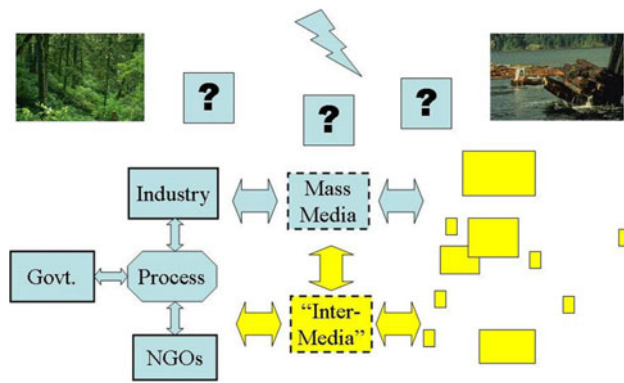 ?
?
?
Industry
Mass
Media
Govt.
Process
"Inter-
Media"
NGOs